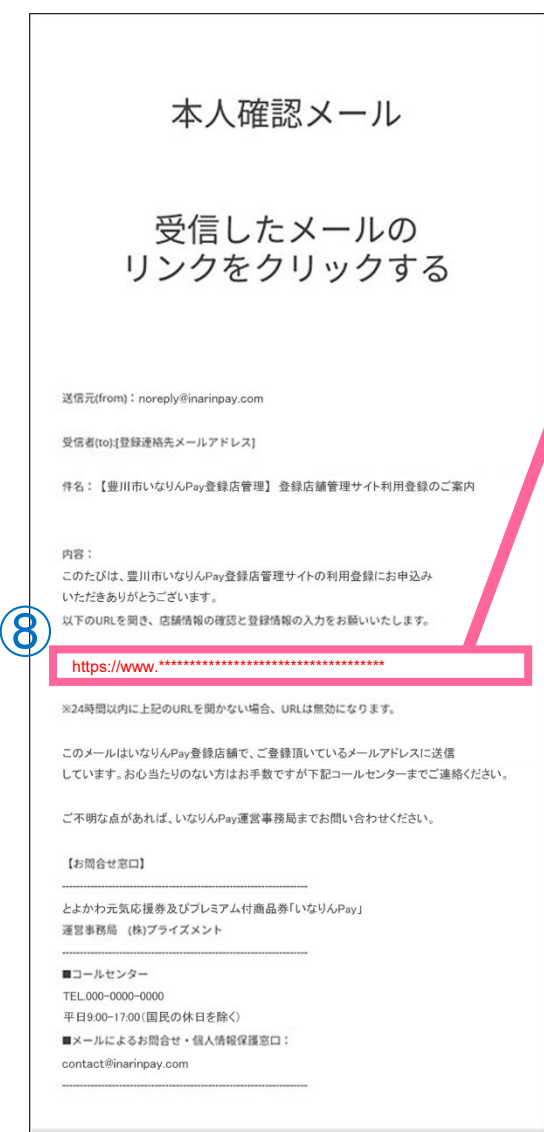 本人確認メール
受信したメールの
リンクをクリックする
送信元(from)：noreply@inarinpay.com
受信者(to):[登録連絡先メールアドレス]
件名：【豊川市いなりんPay登録店管理】 登録店舗管理サイト利用登録のご案内
内容：
このたびは、豊川市いなりんPay登録店管理サイトの利用登録にお申込み
いただきありがとうございます。
⑧
以下のURLを開き、店舗情報の確認と登録情報の入力をお願いいたします。
https://www.*************************************
※24時間以内に上記のURLを開かない場合、URLは無効になります。
このメールはいなりんPay登録店舗で、ご登録頂いているメールアドレスに送信
しています。お心当たりのない方はお手数ですが下記コールセンターまでご連絡ください。
ご不明な点があれば、いなりんPay運営事務局までお問い合わせください。
【お問合せ窓口】
--------------------------------------------------------------------
とよかわ元気応援券及びプレミアム付商品券「いなりんPay」
運営事務局 (株)プライズメント
--------------------------------------------------------------------
■コールセンター
TEL.000-0000-0000
平日9:00-17:00(国民の休日を除く)
■メールによるお問合せ・個人情報保護窓口：
contact@inarinpay.com
--------------------------------------------------------------------